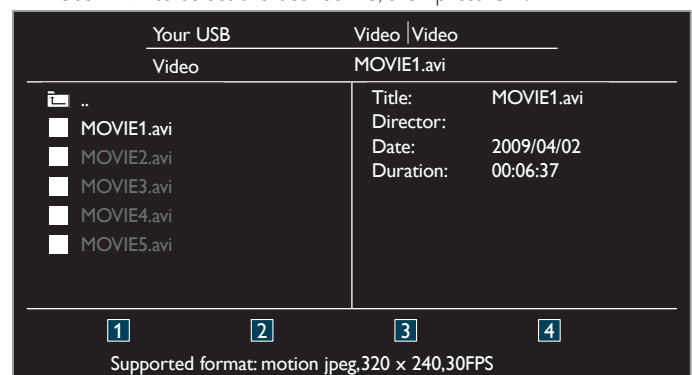 Your USB Video | Video
Video MOVIE1.avi
..
MOVIE1.avi
MOVIE2.avi
MOVIE3.avi
MOVIE4.avi
MOVIE5.avi
Title: MOVIE1.avi
Director:
Date: 2009/04/02
Duration: 00:06:37
1 2 3 4
Supported format: motion jpeg,320 x 240,30FPS